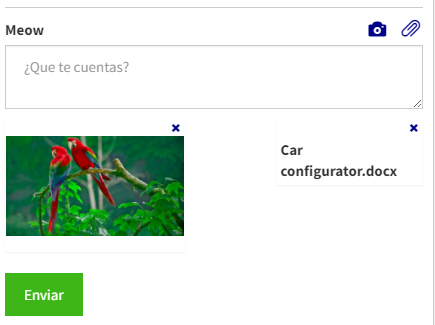 Meow
¿Que te cuentas?
Car
configurator.docx
Enviar